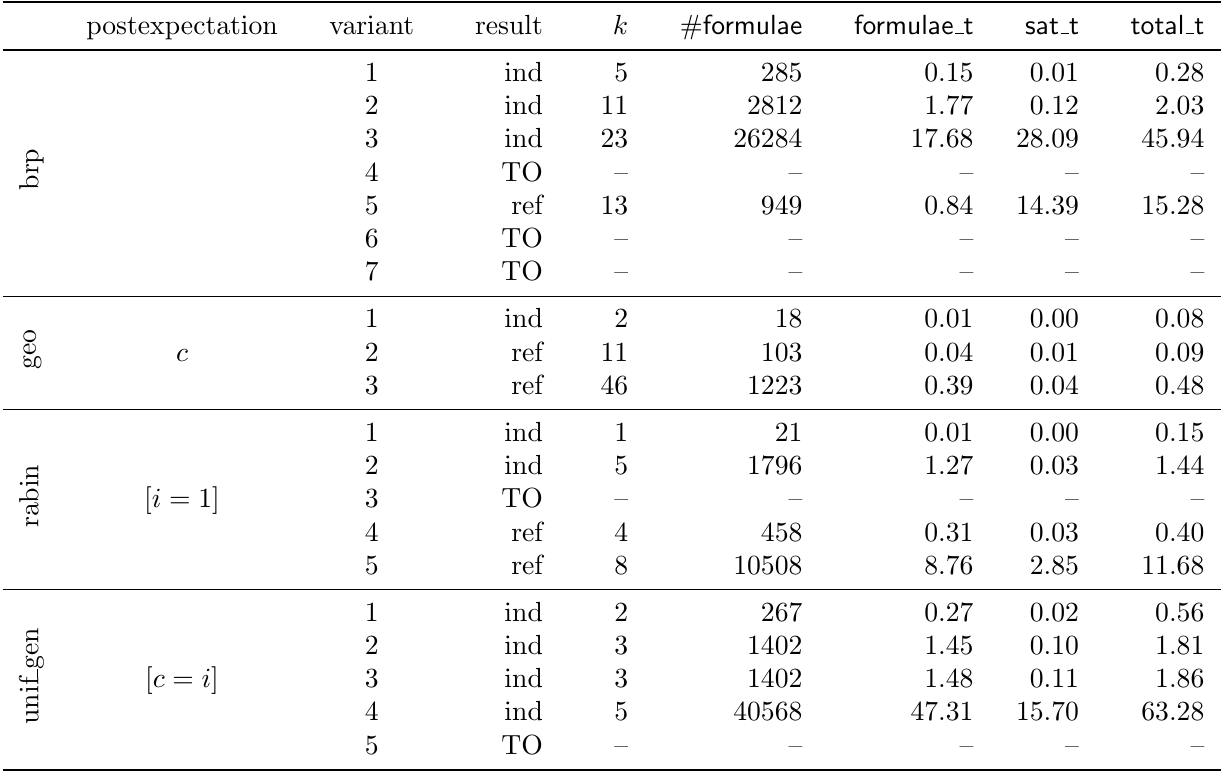 postexpectation variant result k #formulae formulae_t sat_t total_t
brp
1 ind 5 285 0.15 0.01 0.28
2 ind 11 2812 1.77 0.12 2.03
3 ind 23 26284 17.68 28.09 45.94
4 TO – – – – –
5 ref 13 949 0.84 14.39 15.28
6 TO – – – – –
7 TO – – – – –
geo
1 ind 2 18 0.01 0.00 0.08
c 2 ref 11 103 0.04 0.01 0.09
3 ref 46 1223 0.39 0.04 0.48
rabin
1 ind 1 21 0.01 0.00 0.15
2 ind 5 1796 1.27 0.03 1.44
[i = 1] 3 TO – – – – –
4 ref 4 458 0.31 0.03 0.40
5 ref 8 10508 8.76 2.85 11.68
unif_gen
1 ind 2 267 0.27 0.02 0.56
2 ind 3 1402 1.45 0.10 1.81
[c = i] 3 ind 3 1402 1.48 0.11 1.86
4 ind 5 40568 47.31 15.70 63.28
5 TO – – – – –